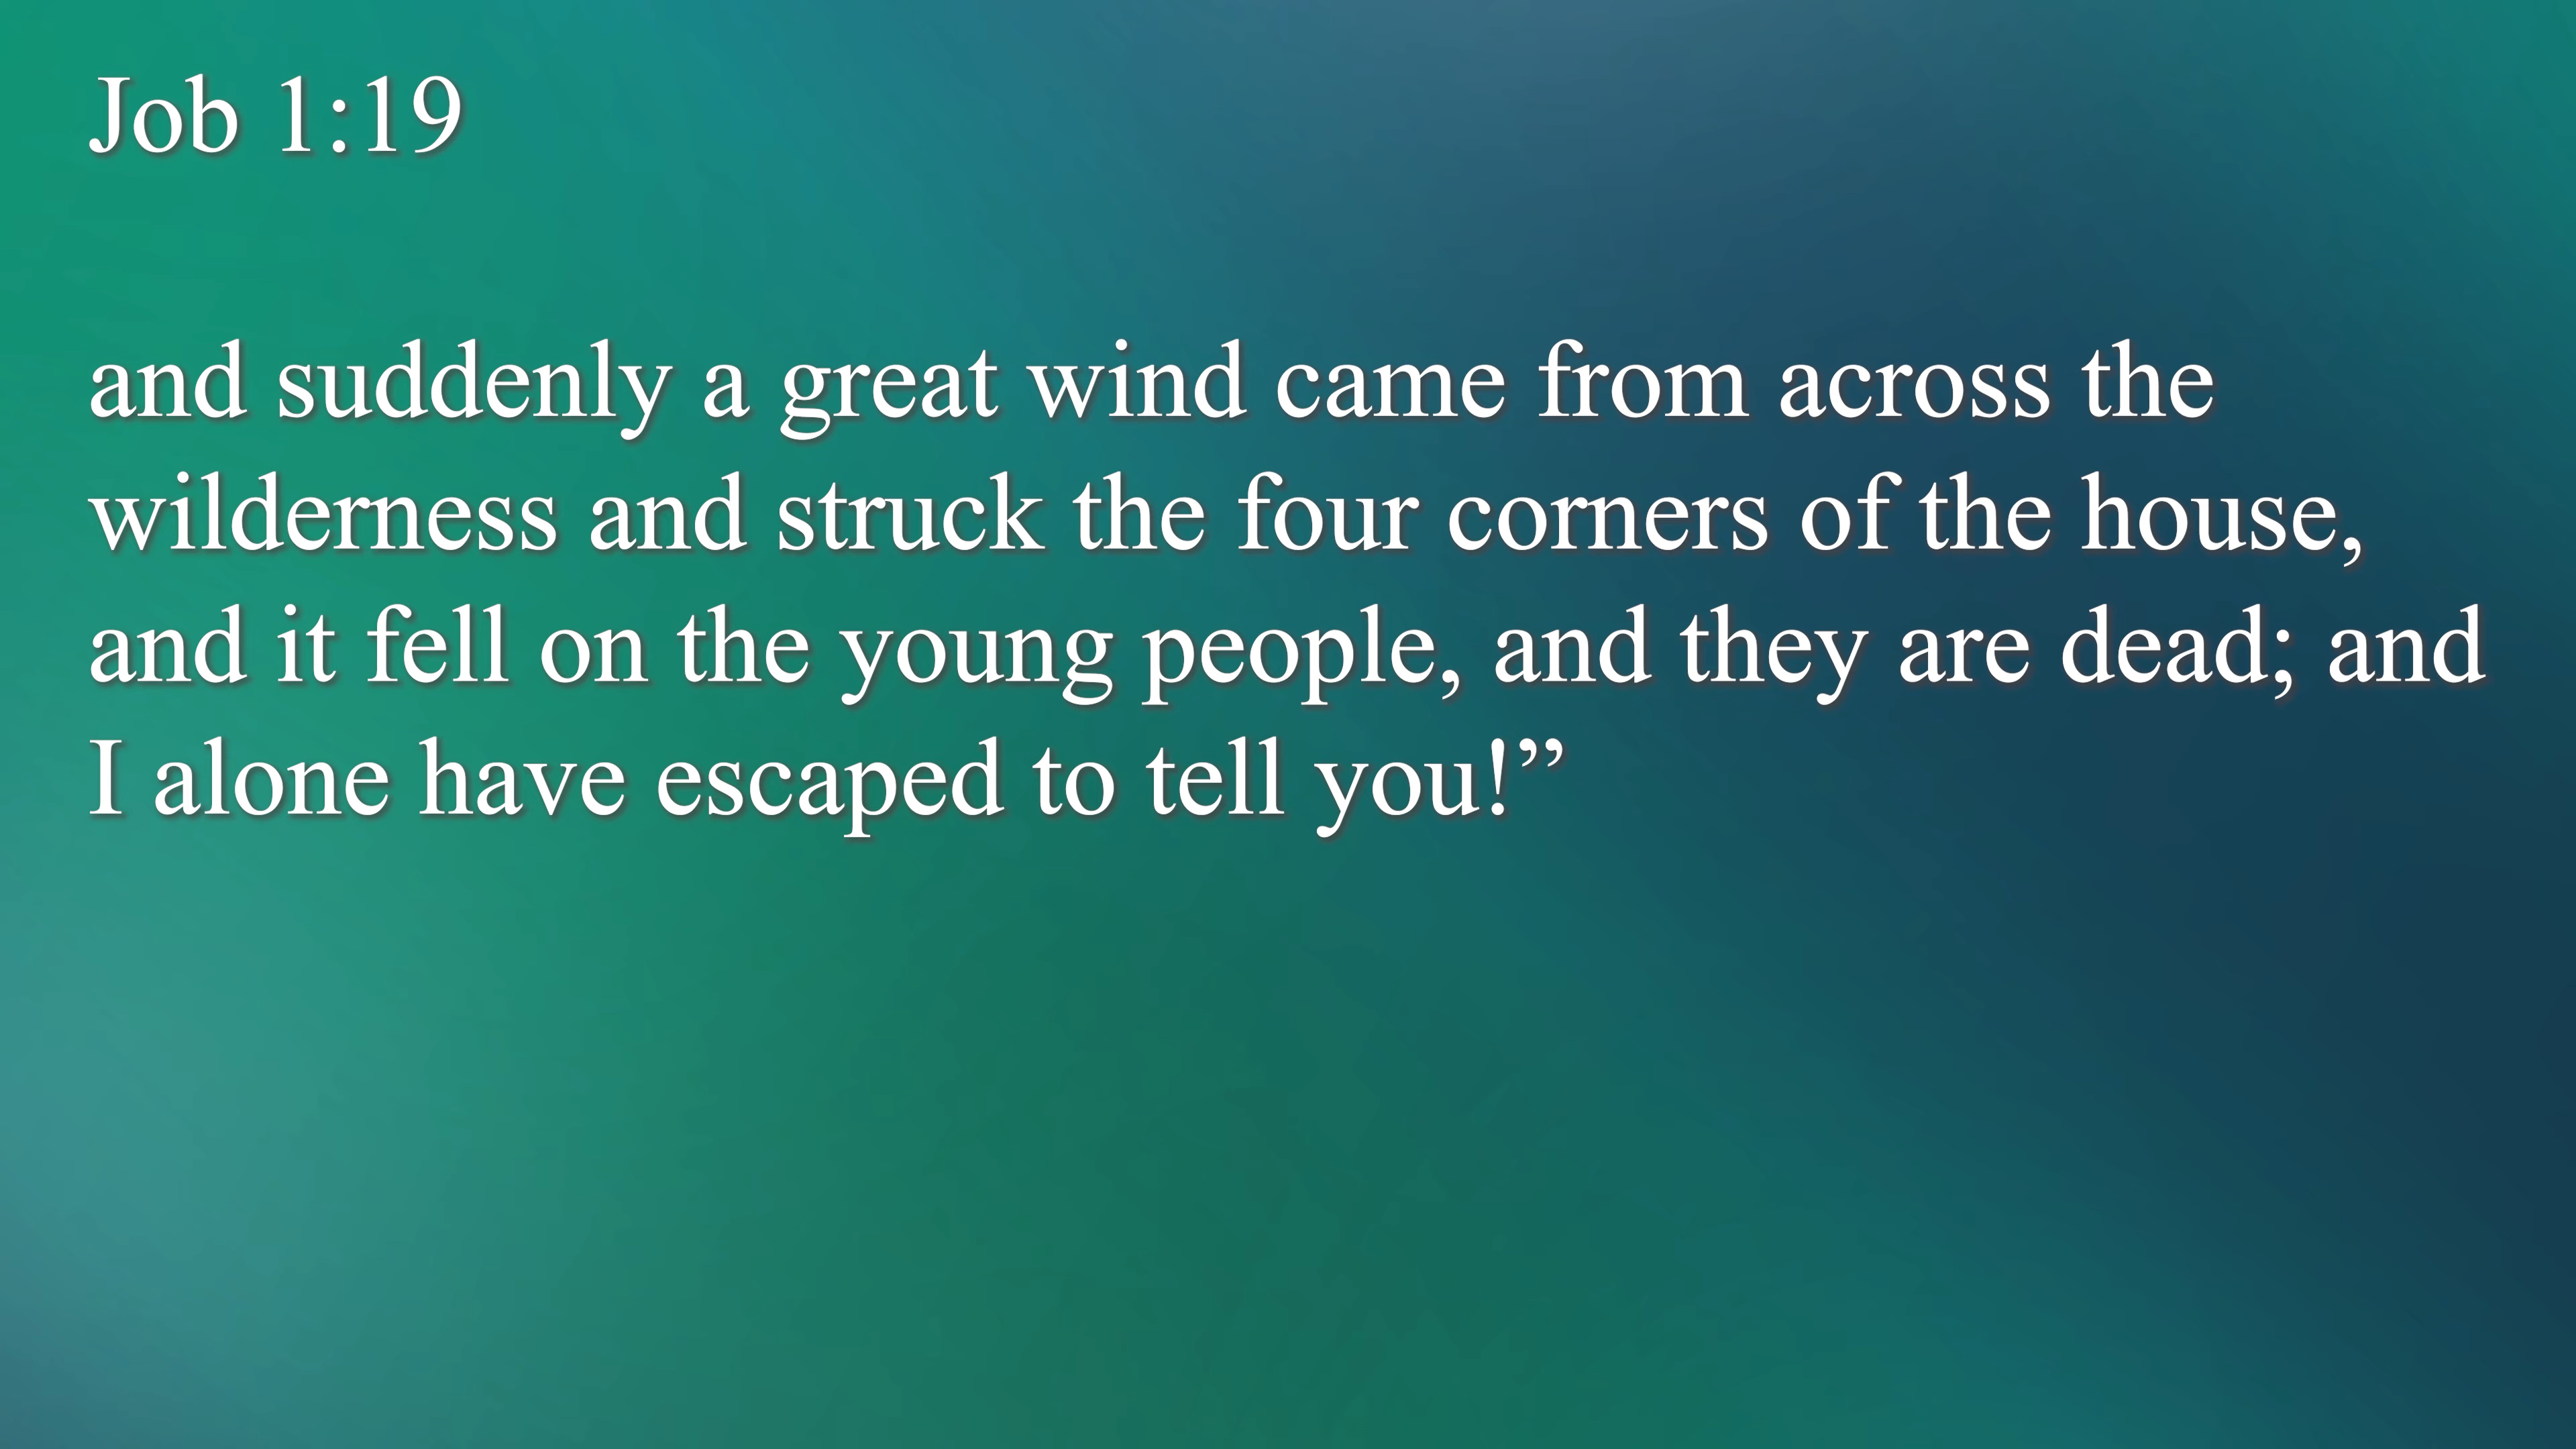 Job 1:19
and suddenly a great wind came from across the
wilderness and struck the four corners of the house,
and it fell on the young people, and they are dead; and
I alone have escaped to tell you!”